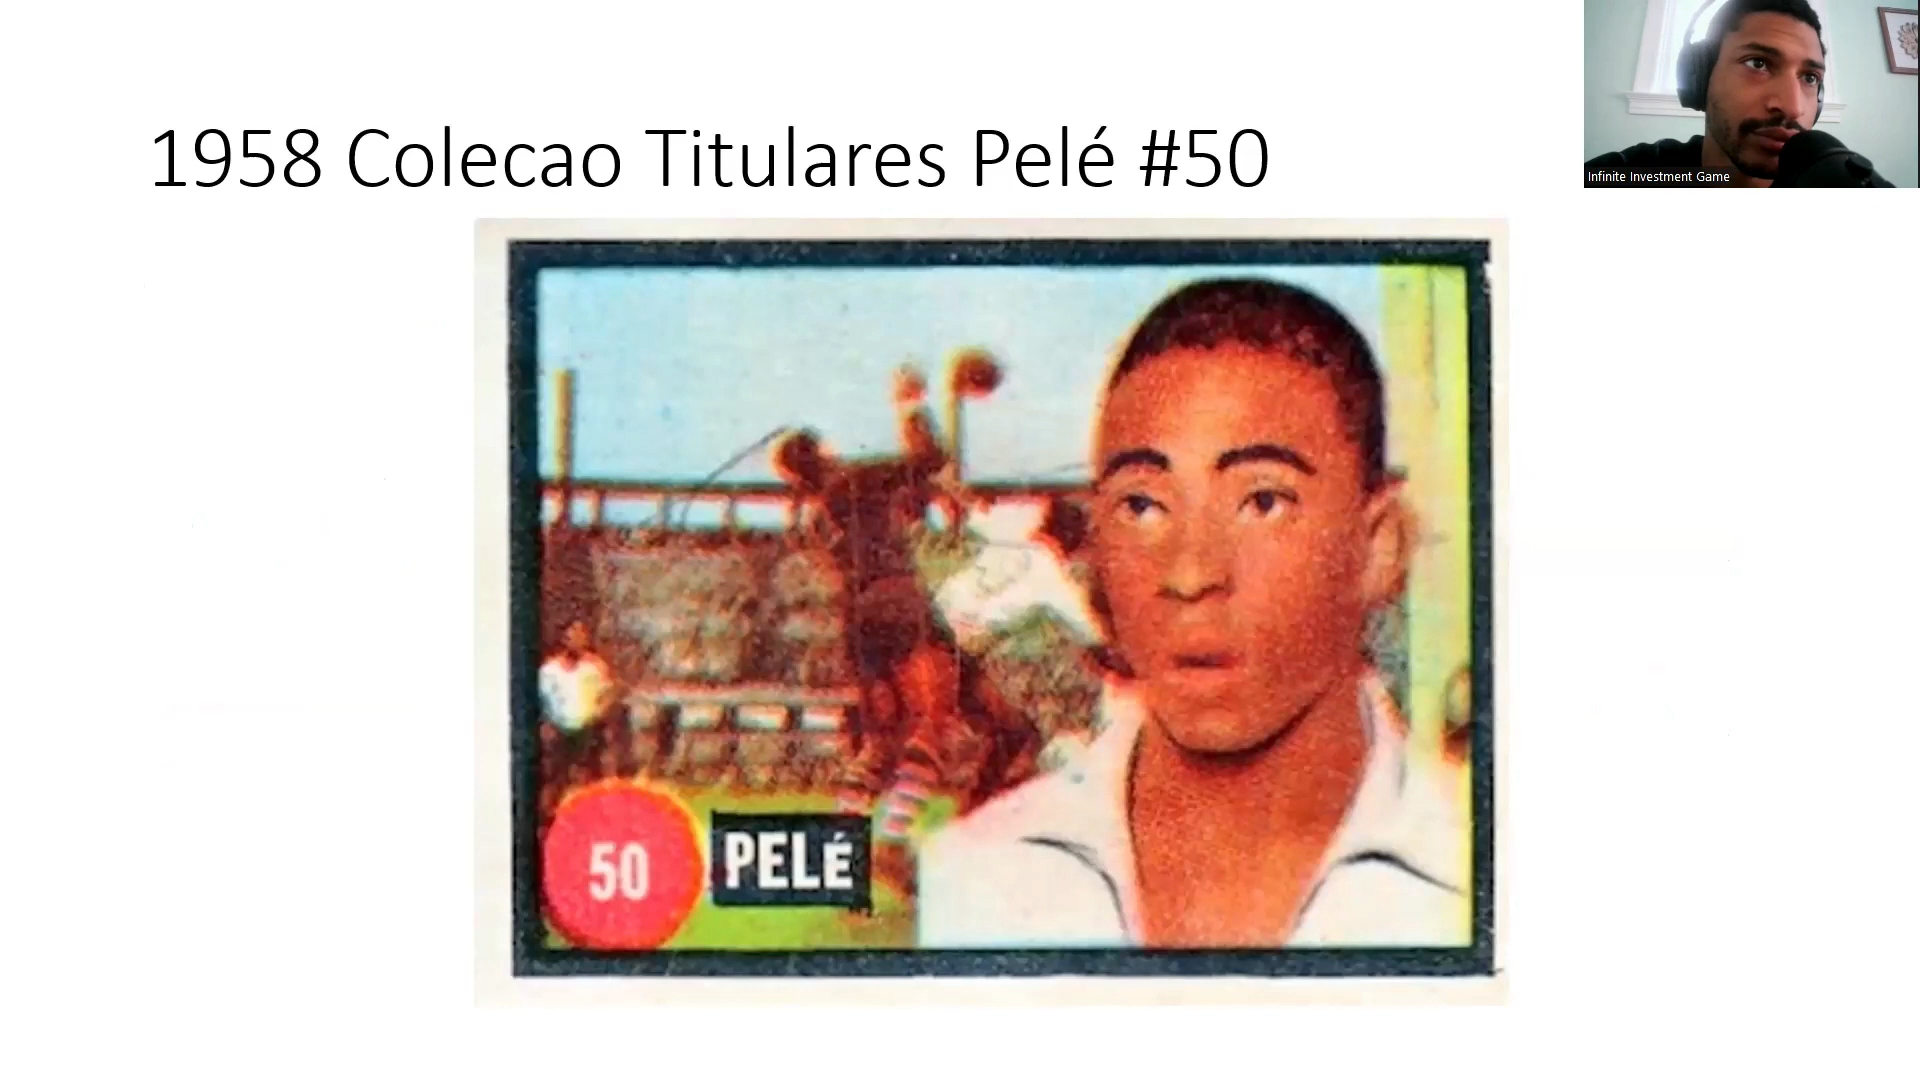 1958 Colecao Titulares Pelé #50
Infinite Investment Game
50
PELÉ